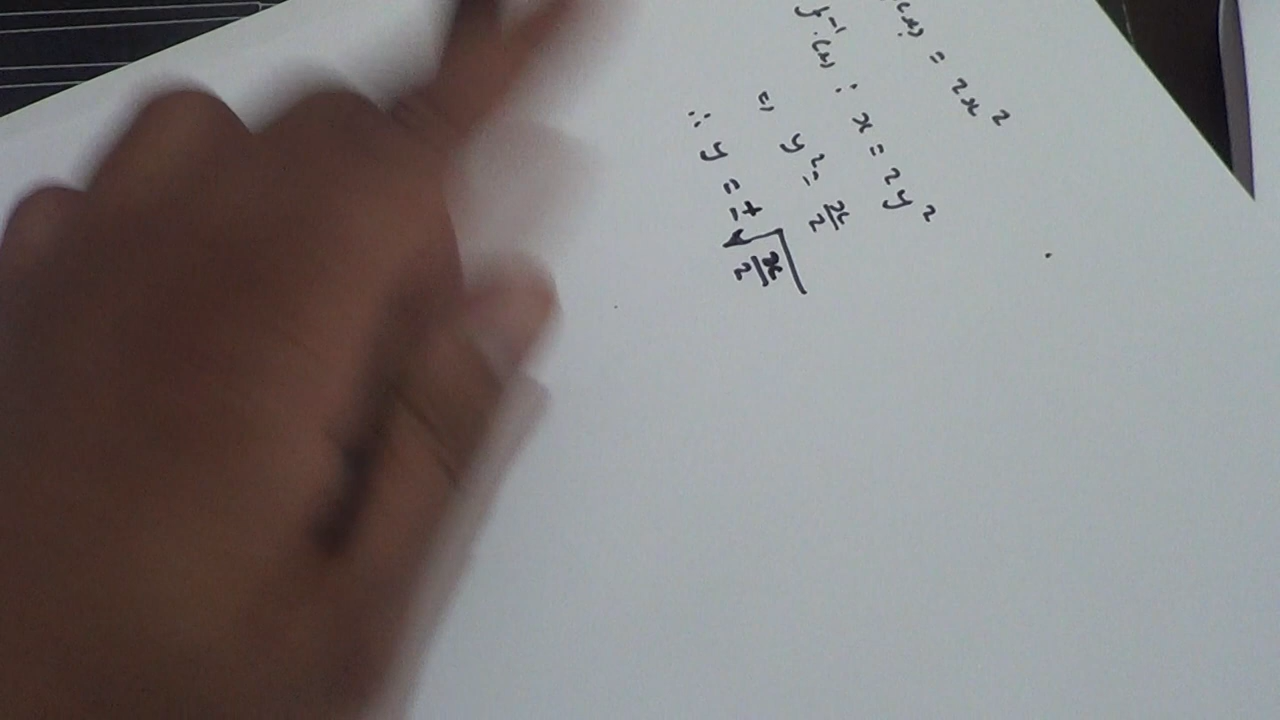 (x) = 2x²
f⁻¹(x) : x = 2y²
⇒ y² = x/2
∴ y = ±√(x/2)